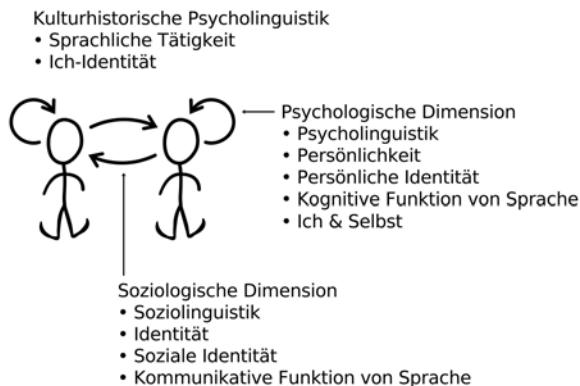 Kulturhistorische Psycholinguistik
• Sprachliche Tätigkeit
• Ich-Identität
Psychologische Dimension
• Psycholinguistik
• Persönlichkeit
• Persönliche Identität
• Kognitive Funktion von Sprache
• Ich & Selbst
Soziologische Dimension
• Soziolinguistik
• Identität
• Soziale Identität
• Kommunikative Funktion von Sprache